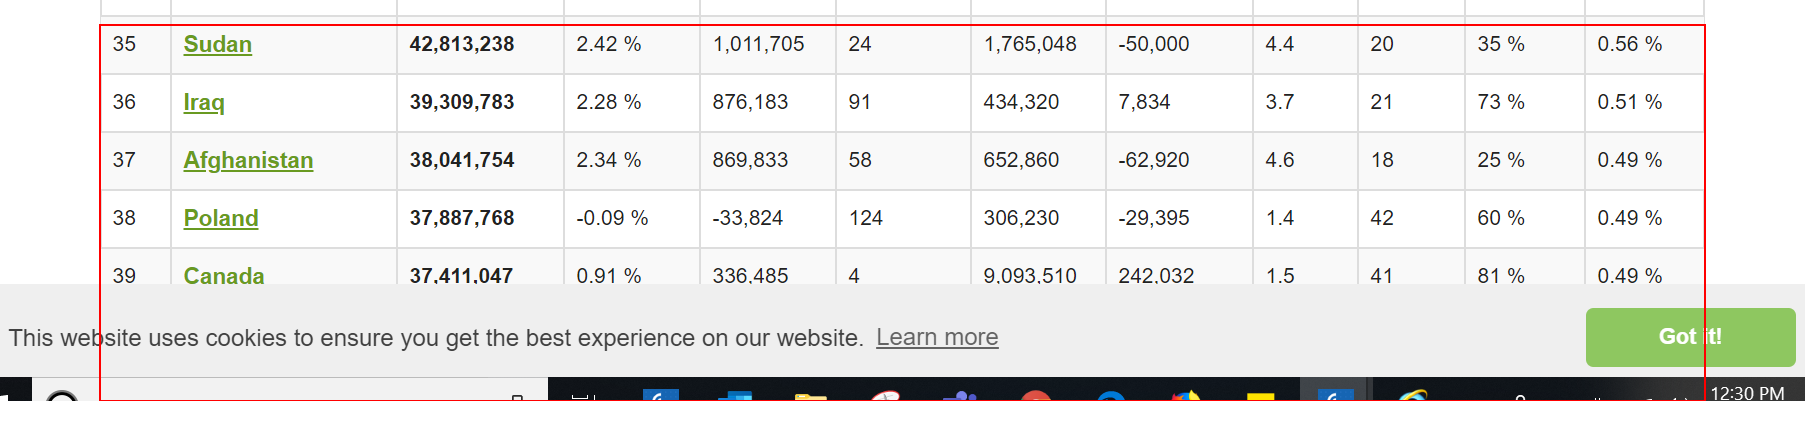 35 Sudan 42,813,238 2.42 % 1,011,705 24 1,765,048 -50,000 4.4 20 35 % 0.56 %
36 Iraq 39,309,783 2.28 % 876,183 91 434,320 7,834 3.7 21 73 % 0.51 %
37 Afghanistan 38,041,754 2.34 % 869,833 58 652,860 -62,920 4.6 18 25 % 0.49 %
38 Poland 37,887,768 -0.09 % -33,824 124 306,230 -29,395 1.4 42 60 % 0.49 %
39 Canada 37,411,047 0.91 % 336,485 4 9,093,510 242,032 1.5 41 81 % 0.49 %
This website uses cookies to ensure you get the best experience on our website. Learn more Got it!
12:30 PM